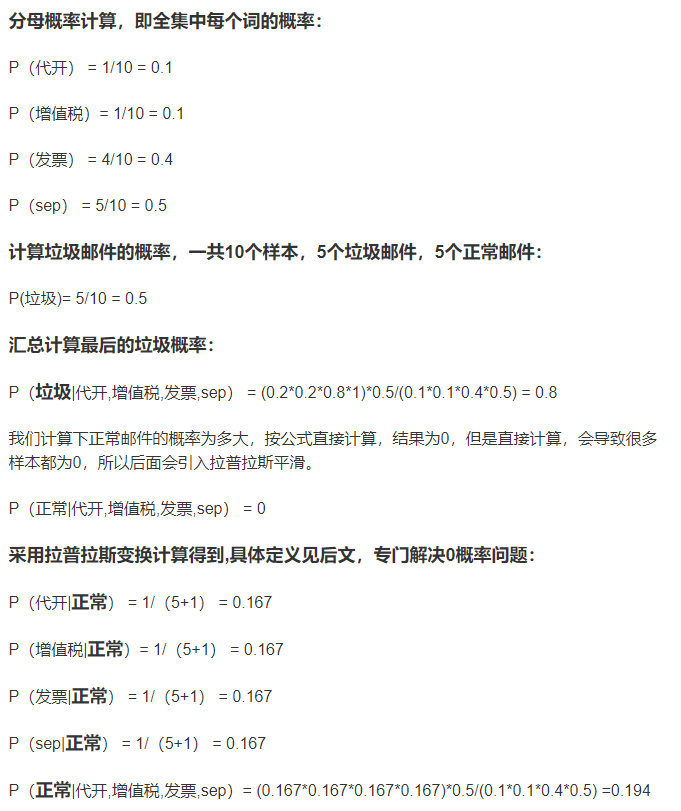 分母概率计算，即全集中每个词的概率：
P（代开） = 1/10 = 0.1
P（增值税）= 1/10 = 0.1
P（发票） = 4/10 = 0.4
P（sep） = 5/10 = 0.5
计算垃圾邮件的概率，一共10个样本，5个垃圾邮件，5个正常邮件：
P(垃圾)= 5/10 = 0.5
汇总计算最后的垃圾概率：
P（垃圾|代开,增值税,发票,sep） = (0.2*0.2*0.8*1)*0.5/(0.1*0.1*0.4*0.5) = 0.8
我们计算下正常邮件的概率为多大，按公式直接计算，结果为0，但是直接计算，会导致很多
样本都为0，所以后面会引入拉普拉斯平滑。
P（正常|代开,增值税,发票,sep） = 0
采用拉普拉斯变换计算得到,具体定义见后文，专门解决0概率问题：
P（代开|正常） = 1/（5+1） = 0.167
P（增值税|正常）= 1/（5+1） = 0.167
P（发票|正常） = 1/（5+1） = 0.167
P（sep|正常） = 1/（5+1） = 0.167
P（正常|代开,增值税,发票,sep）= (0.167*0.167*0.167*0.167)*0.5/(0.1*0.1*0.4*0.5) =0.194